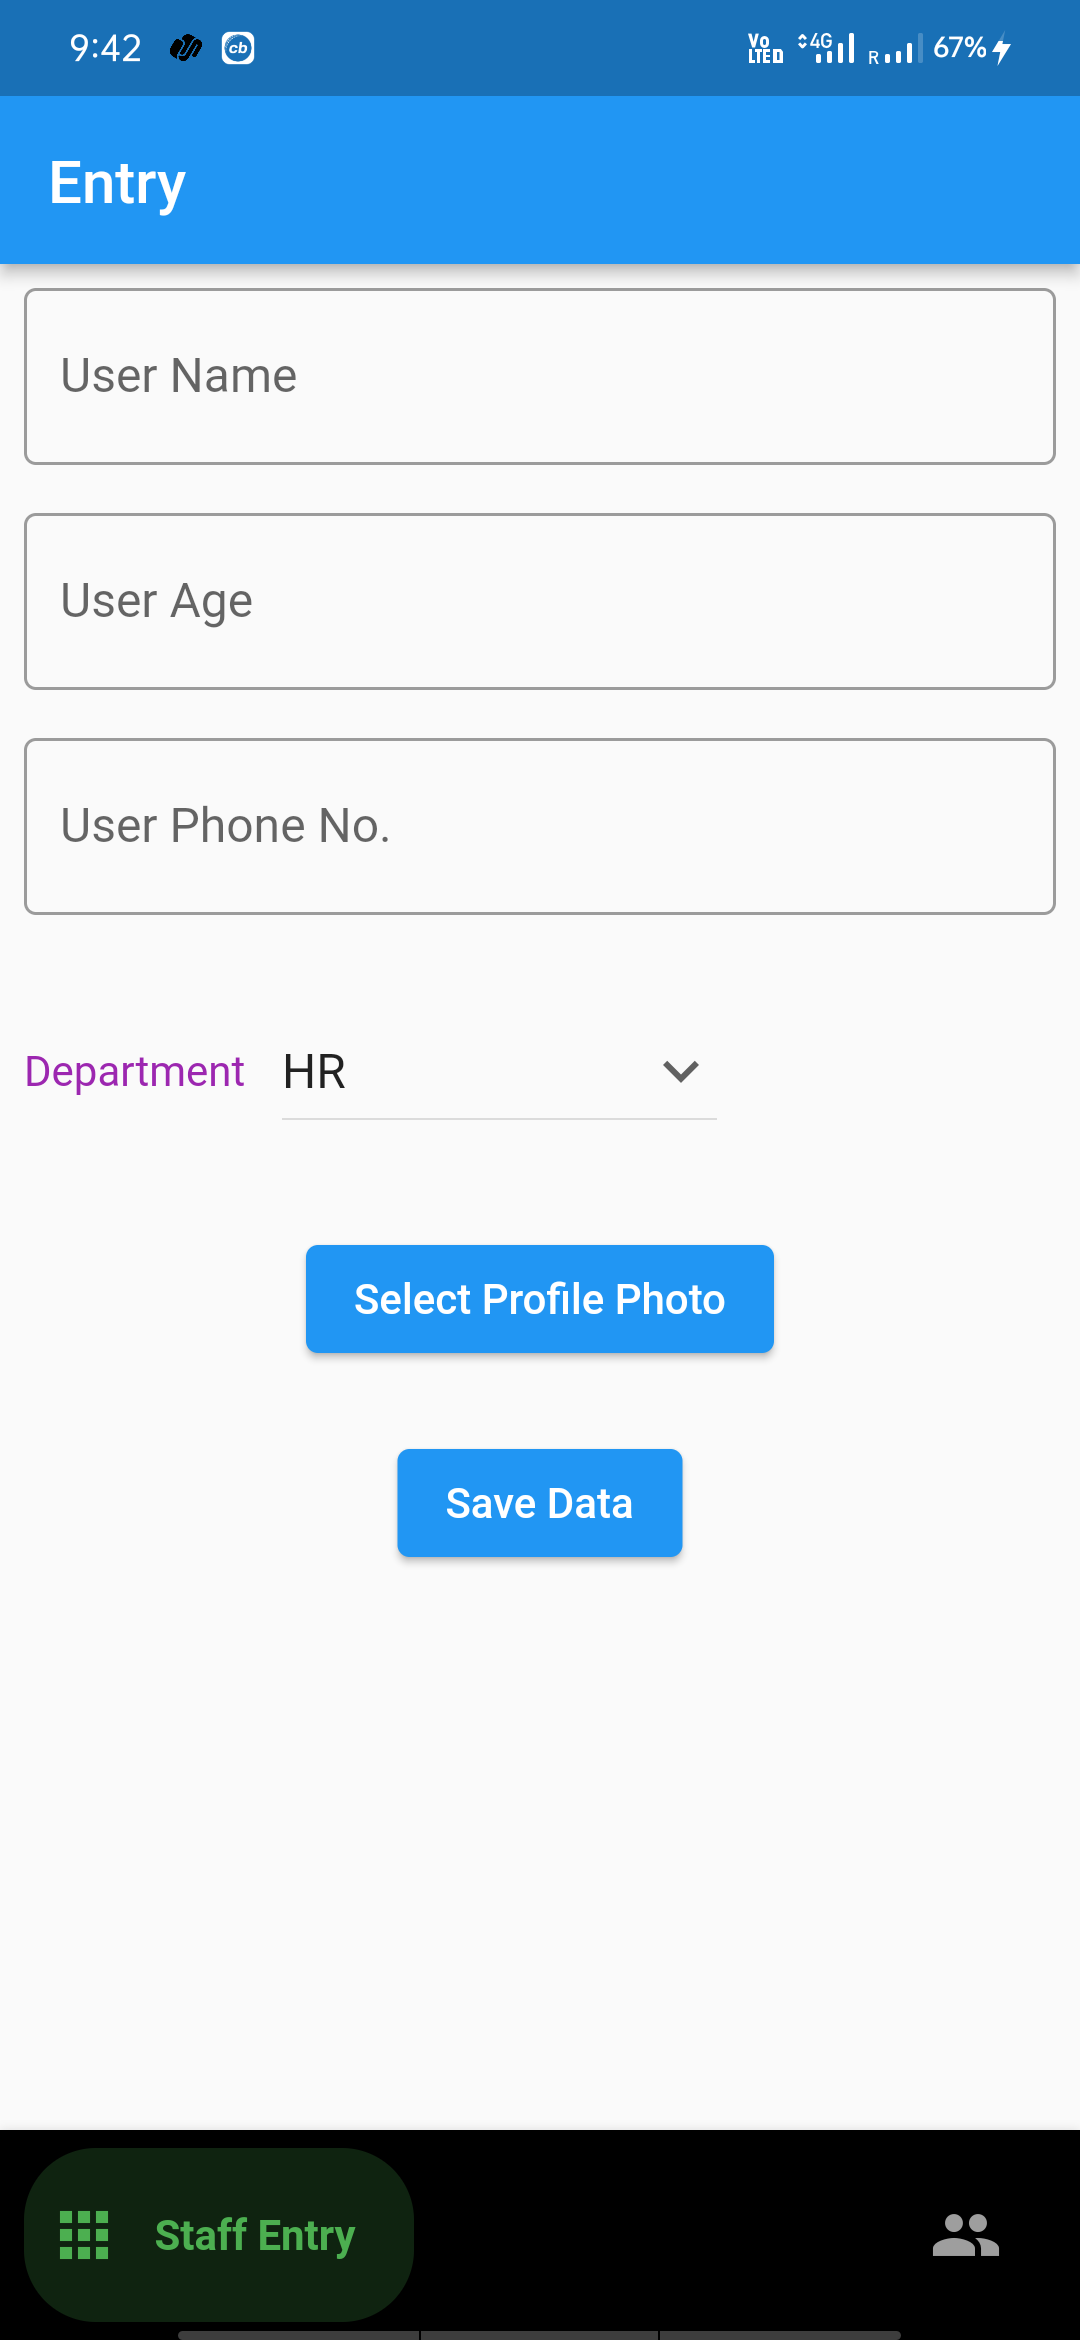 9:42 cb Vo LTE D 4G R 67%
Entry
User Name
User Age
User Phone No.
Department HR
Select Profile Photo
Save Data
Staff Entry